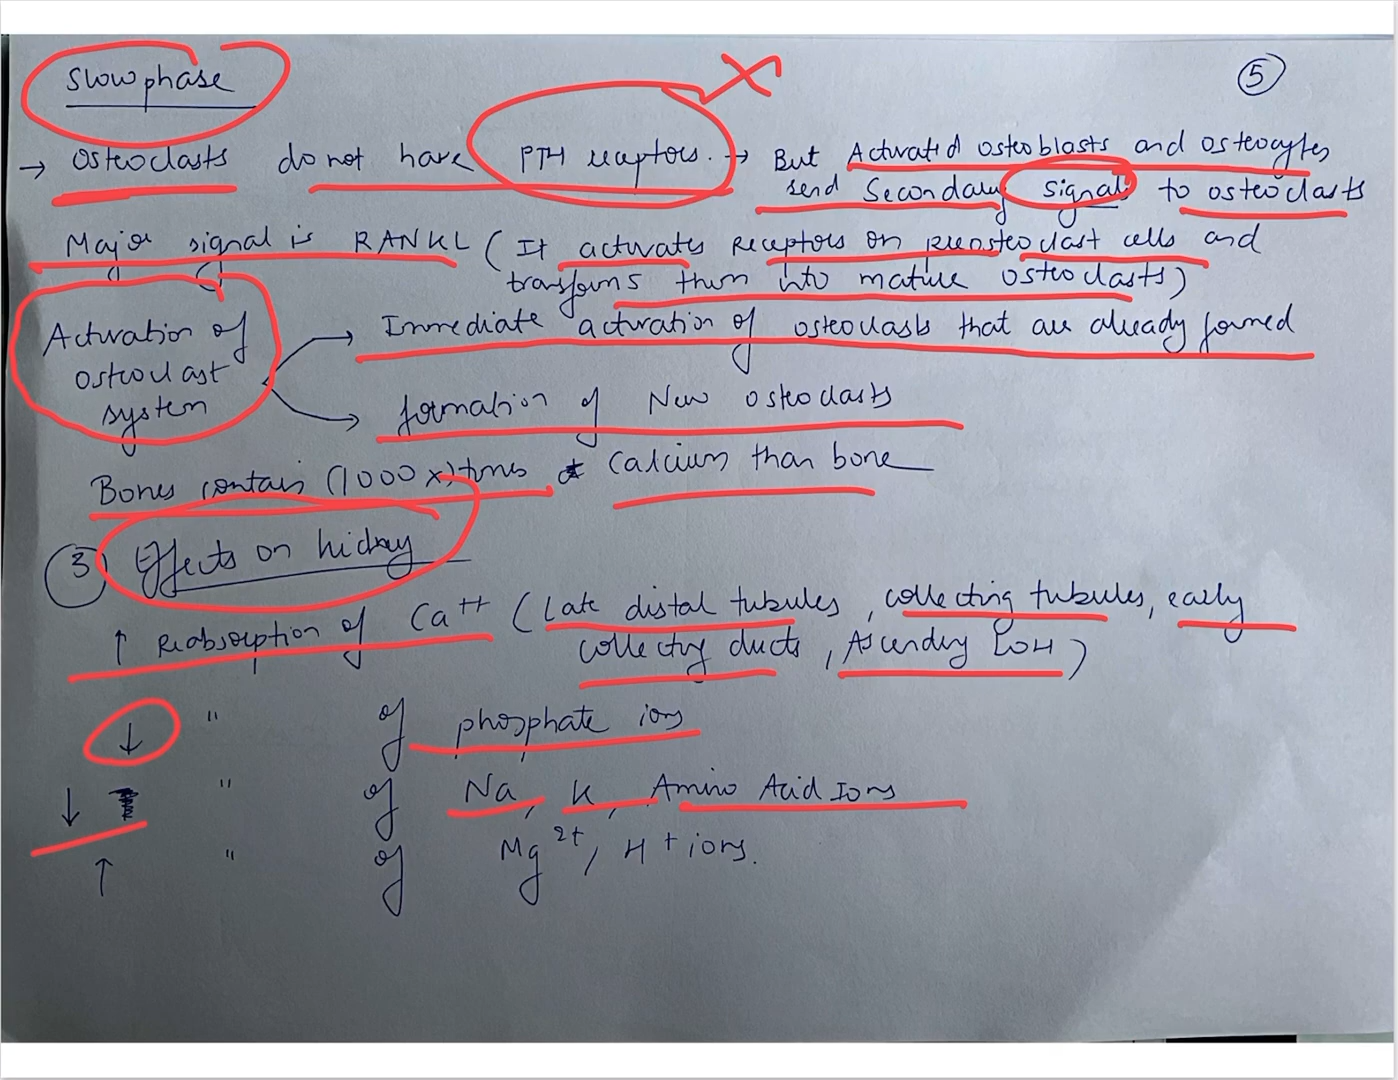 5
Slow phase
→ Osteoclasts do not have PTH receptors. → But Activated osteoblasts and osteocytes
send Secondary signals to osteoclasts
Major signal is RANKL (It activates Receptors on preosteoclast cells and
transforms them into mature osteoclasts)
Activation of
osteoclast
system
→ Immediate activation of osteoclasts that are already formed
→ formation of New osteoclasts
Bones contain (1000 x) times Calcium than bone
3 Effects on kidney
↑ Reabsorption of Ca++ (Late distal tubules, collecting tubules, early
collecting ducts, Ascending LOH)
↓ " of phosphate ions
↓ " of Na, K, Amino Acid Ions
↑ " of Mg2+, H+ ions.